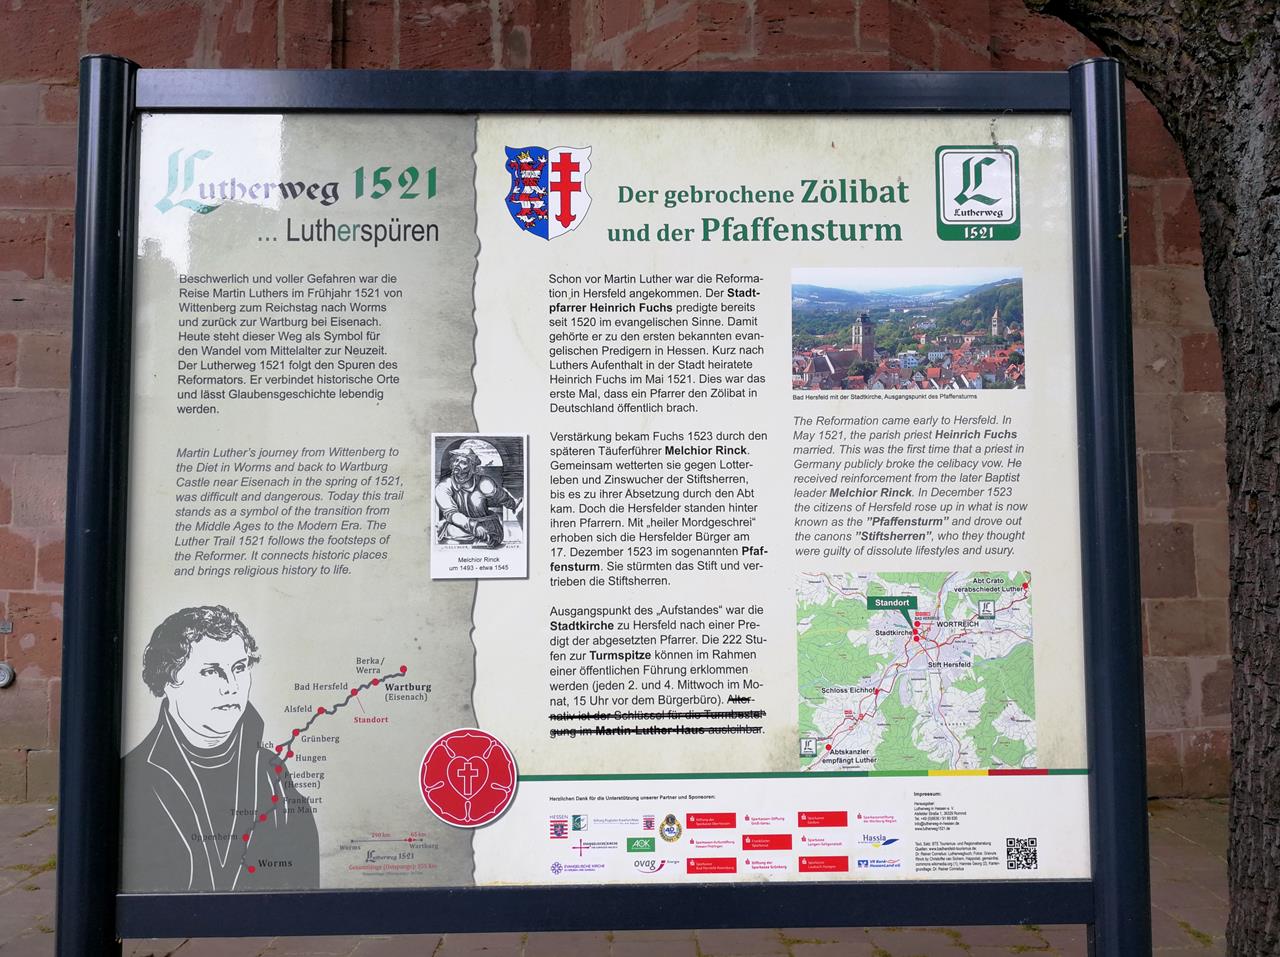 Lutherweg 1521
... Lutherspüren
Beschwerlich und voller Gefahren war die
Reise Martin Luthers im Frühjahr 1521 von
Wittenberg zum Reichstag nach Worms
und zurück zur Wartburg bei Eisenach.
Heute steht dieser Weg als Symbol für
den Wandel vom Mittelalter zur Neuzeit.
Der Lutherweg 1521 folgt den Spuren des
Reformators. Er verbindet historische Orte
und lässt Glaubensgeschichte lebendig
werden.
Martin Luther's journey from Wittenberg to
the Diet in Worms and back to Wartburg
Castle near Eisenach in the spring of 1521,
was difficult and dangerous. Today this trail
stands as a symbol of the transition from
the Middle Ages to the Modern Era. The
Luther Trail 1521 follows the footsteps of
the Reformer. It connects historic places
and brings religious history to life.
Berka/
Werra
Bad Hersfeld
Wartburg
(Eisenach)
Standort
Alsfeld
Grünberg
Lich
Hungen
Friedberg
(Hessen)
Frankfurt
am Main
Trebur
Oppenheim
Worms
Worms
Wartburg
Lutherweg 1521
Melchior Rinck
um 1493 - etwa 1545
Der gebrochene Zölibat
und der Pfaffensturm
L
Lutherweg
1521
Schon vor Martin Luther war die Reforma-
tion in Hersfeld angekommen. Der Stadt-
pfarrer Heinrich Fuchs predigte bereits
seit 1520 im evangelischen Sinne. Damit
gehörte er zu den ersten bekannten evan-
gelischen Predigern in Hessen. Kurz nach
Luthers Aufenthalt in der Stadt heiratete
Heinrich Fuchs im Mai 1521. Dies war das
erste Mal, dass ein Pfarrer den Zölibat in
Deutschland öffentlich brach.
Verstärkung bekam Fuchs 1523 durch den
späteren Täuferführer Melchior Rinck.
Gemeinsam wetterten sie gegen Lotter-
leben und Zinswucher der Stiftsherren,
bis es zu ihrer Absetzung durch den Abt
kam. Doch die Hersfelder standen hinter
ihren Pfarrern. Mit „heiler Mordgeschrei“
erhoben sich die Hersfelder Bürger am
17. Dezember 1523 im sogenannten Pfaf-
fensturm. Sie stürmten das Stift und ver-
trieben die Stiftsherren.
Ausgangspunkt des „Aufstandes“ war die
Stadtkirche zu Hersfeld nach einer Pre-
digt der abgesetzten Pfarrer. Die 222 Stu-
fen zur Turmspitze können im Rahmen
einer öffentlichen Führung erklommen
werden (jeden 2. und 4. Mittwoch im Mo-
nat, 15 Uhr vor dem Bürgerbüro). Alter-
nativ ist der Schlüssel für die Turmbestei-
gung im Martin-Luther-Haus ausleihbar.
Bad Hersfeld mit der Stadtkirche, Ausgangspunkt des Pfaffensturms
The Reformation came early to Hersfeld. In
May 1521, the parish priest Heinrich Fuchs
married. This was the first time that a priest in
Germany publicly broke the celibacy vow. He
received reinforcement from the later Baptist
leader Melchior Rinck. In December 1523
the citizens of Hersfeld rose up in what is now
known as the "Pfaffensturm" and drove out
the canons "Stiftsherren", who they thought
were guilty of dissolute lifestyles and usury.
Abt Crato
verabschiedet Luther
Standort
WORTREICH
Stadtkirche
Stift Hersfeld
Schloss Eichhof
Abtskanzler
empfängt Luther
Herzlichen Dank für die Unterstützung unserer Partner und Sponsoren:
HESSEN
AOK
ovag
Hassia
Impressum: